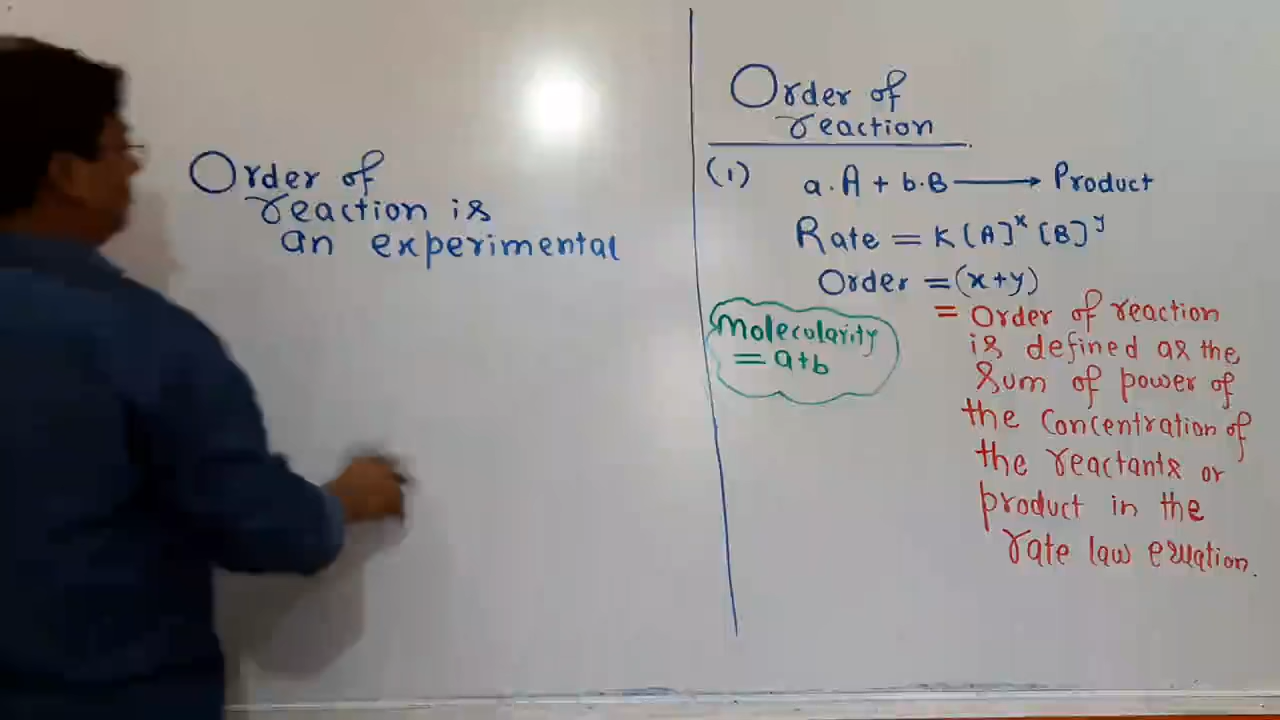 Order of
reaction is
an experimental
Order of
reaction
(1) a.A + b.B ⟶ Product
Rate = K[A]ˣ [B]ʸ
Order = (x+y)
Molecularity
= a+b
= Order of reaction
is defined as the
sum of power of
the concentration of
the reactants or
product in the
rate law equation.